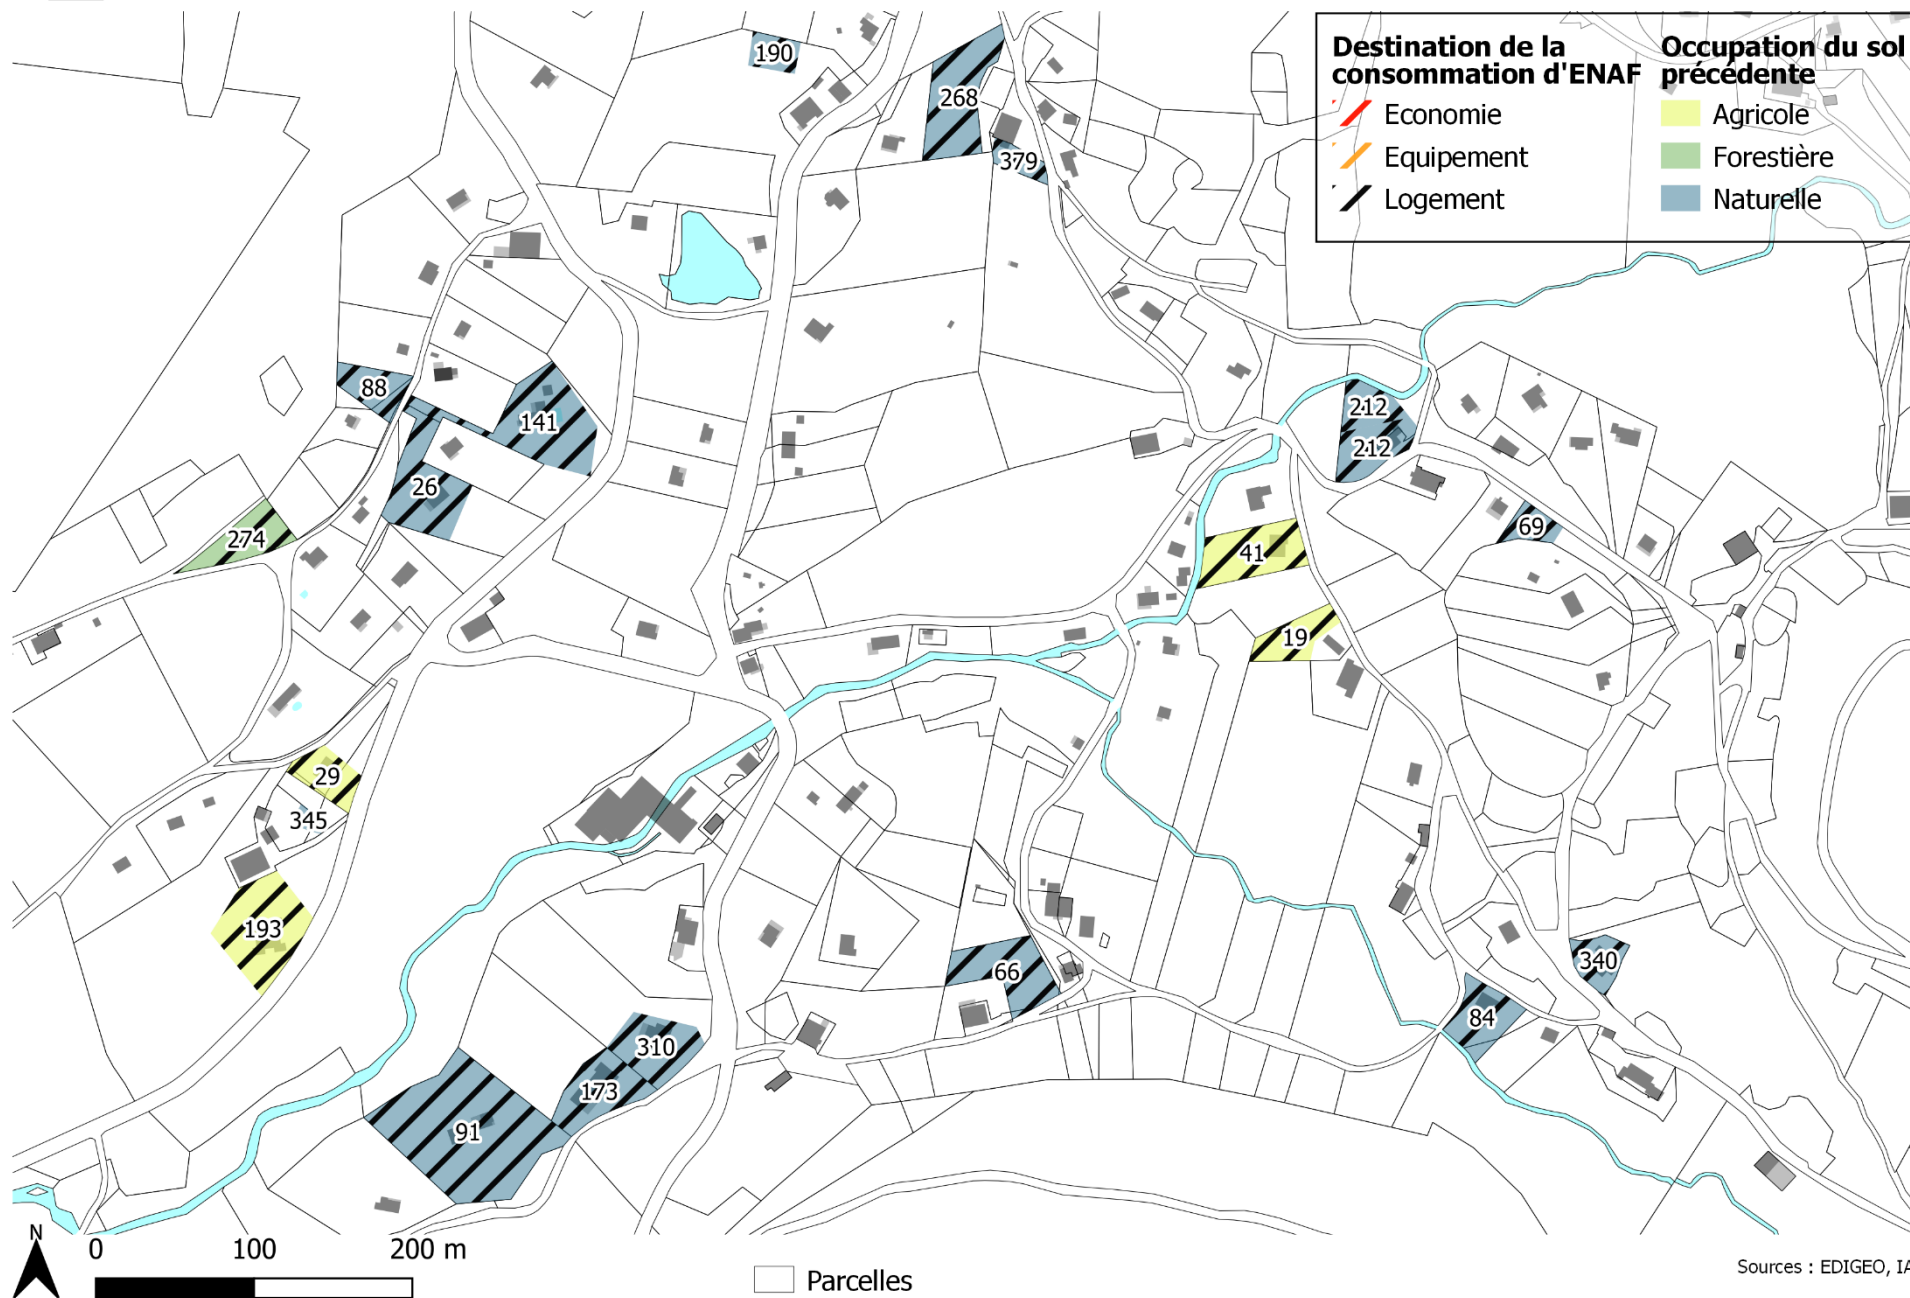 Destination de la
consommation d'ENAF
Economie
Equipement
Logement
Occupation du sol
précédente
Agricole
Forestière
Naturelle
190
268
379
88
141
212
212
26
274
69
41
19
29
345
193
66
340
84
310
173
91
N
0 100 200 m
Parcelles
Sources : EDIGEO, IA